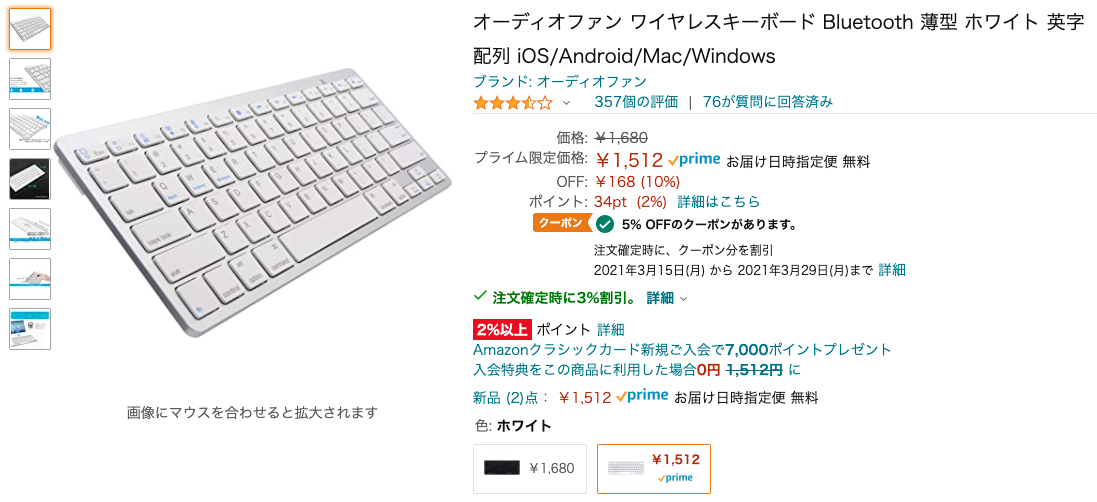 オーディオファン ワイヤレスキーボード Bluetooth 薄型 ホワイト 英字
配列 iOS/Android/Mac/Windows
ブランド: オーディオファン
357個の評価 | 76が質問に回答済み
価格: ￥1,680
プライム限定価格: ￥1,512 prime お届け日時指定便 無料
OFF: ￥168 (10%)
ポイント: 34pt (2%) 詳細はこちら
クーポン 5% OFFのクーポンがあります。
注文確定時に、クーポン分を割引
2021年3月15日(月) から 2021年3月29日(月)まで 詳細
注文確定時に3%割引。 詳細
2%以上 ポイント 詳細
Amazonクラシックカード新規ご入会で7,000ポイントプレゼント
入会特典をこの商品に利用した場合0円 1,512円 に
新品 (2)点： ￥1,512 prime お届け日時指定便 無料
色: ホワイト
￥1,680
￥1,512
prime
画像にマウスを合わせると拡大されます
esc
Q W E R T Y U I O P
tab
A S D F G H J K L
caps lock
Z X C V B N M
shift
fn control option command